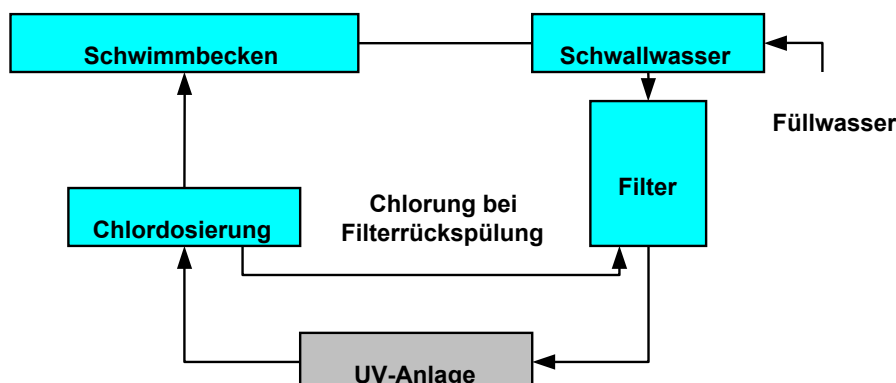 Schwimmbecken
Schwallwasser
Füllwasser
Filter
Chlorung bei
Filterrückspülung
Chlordosierung
UV-Anlage